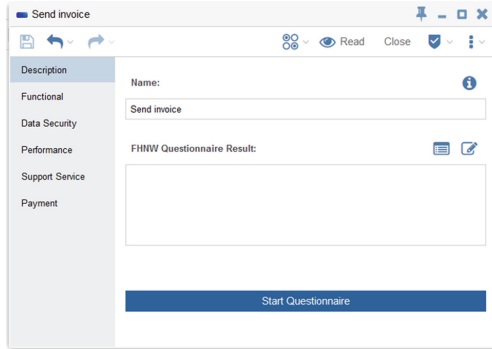 Send invoice
Read Close
Description
Functional
Data Security
Performance
Support Service
Payment
Name:
Send invoice
FHNW Questionnaire Result:
Start Questionnaire